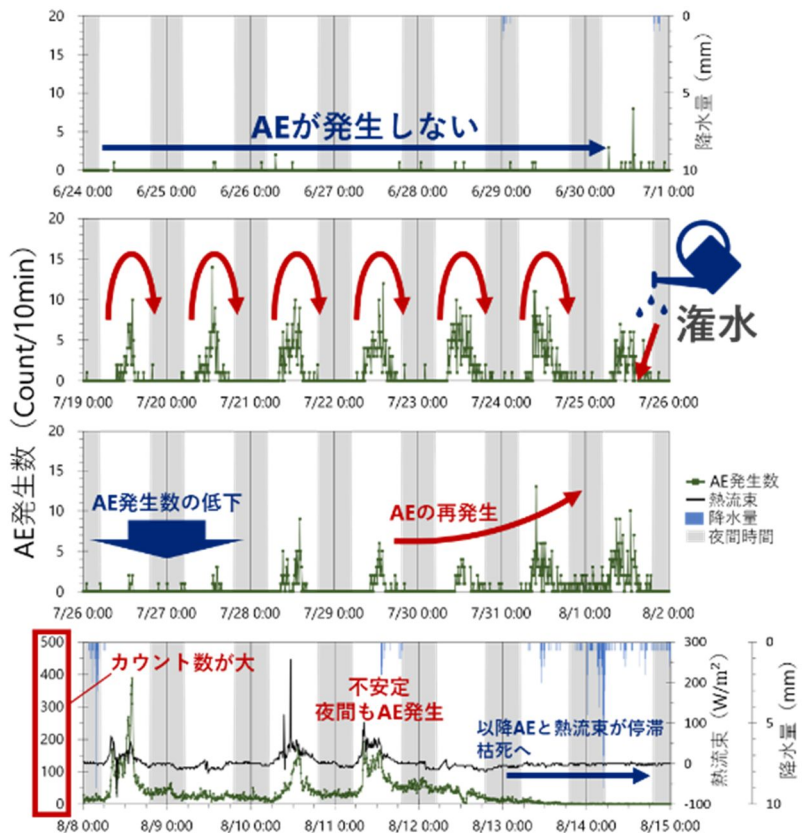 AE発生数（Count/10min）
20
15
10
5
0
AEが発生しない
0
5
10
降水量（mm）
6/24 0:00 6/25 0:00 6/26 0:00 6/27 0:00 6/28 0:00 6/29 0:00 6/30 0:00 7/1 0:00
20
15
10
5
0
潅水
7/19 0:00 7/20 0:00 7/21 0:00 7/22 0:00 7/23 0:00 7/24 0:00 7/25 0:00 7/26 0:00
20
15
10
5
0
AE発生数の低下
AEの再発生
AE発生数
熱流束
降水量
夜間時間
7/26 0:00 7/27 0:00 7/28 0:00 7/29 0:00 7/30 0:00 7/31 0:00 8/1 0:00 8/2 0:00
500
400
300
200
100
0
カウント数が大
不安定
夜間もAE発生
以降AEと熱流束が停滞
枯死へ
300
200
100
0
-100
熱流束（W/m²）
0
5
10
降水量（mm）
8/8 0:00 8/9 0:00 8/10 0:00 8/11 0:00 8/12 0:00 8/13 0:00 8/14 0:00 8/15 0:00